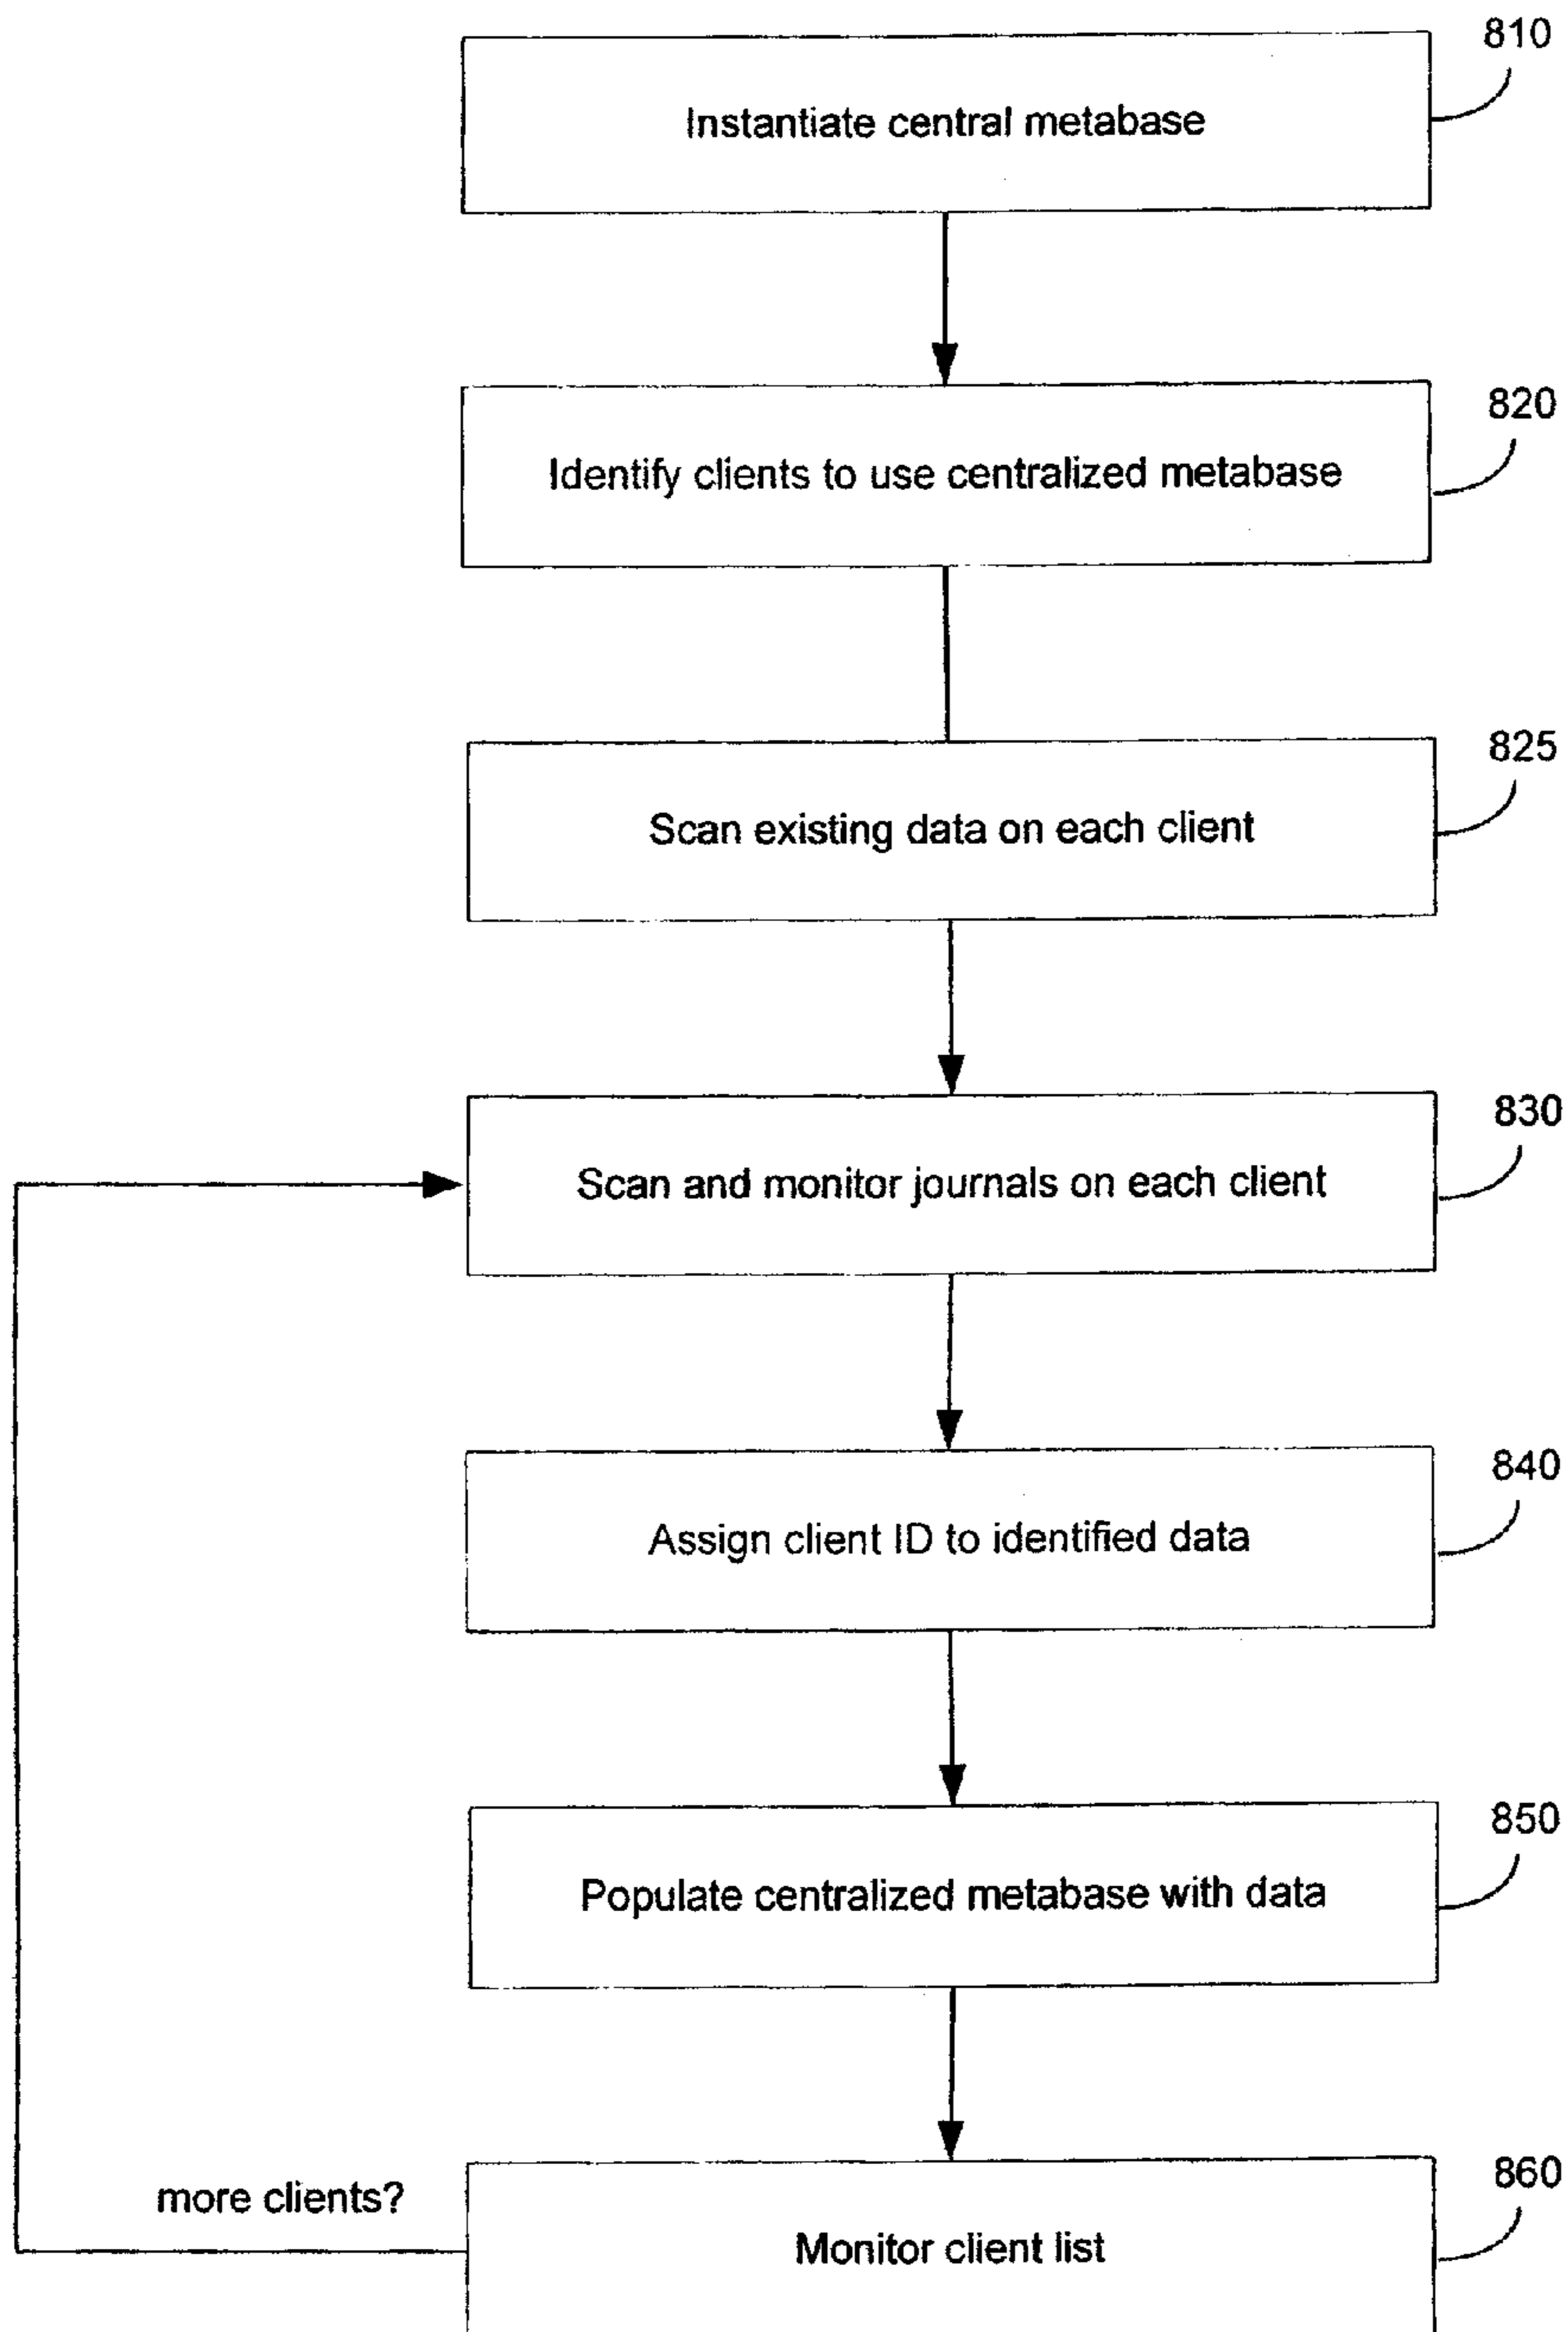 810
Instantiate central metabase
820
Identify clients to use centralized metabase
825
Scan existing data on each client
830
Scan and monitor journals on each client
840
Assign client ID to identified data
850
Populate centralized metabase with data
860
more clients?
Monitor client list